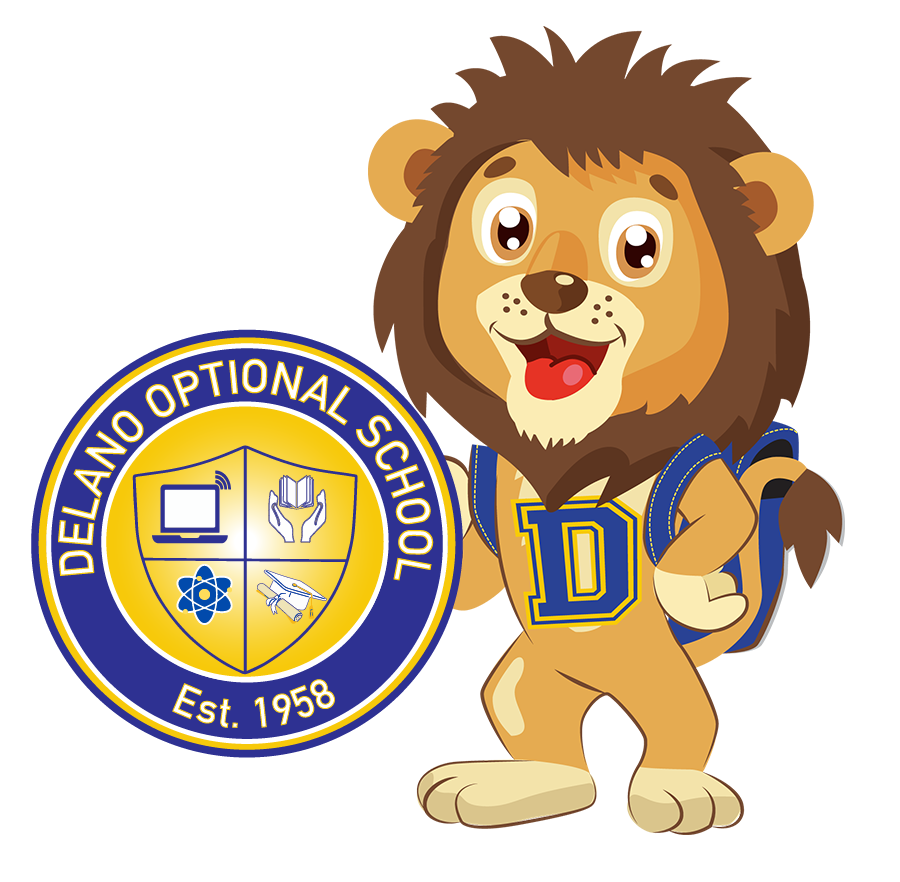 DELANO OPTIONAL SCHOOL
Est. 1958
D